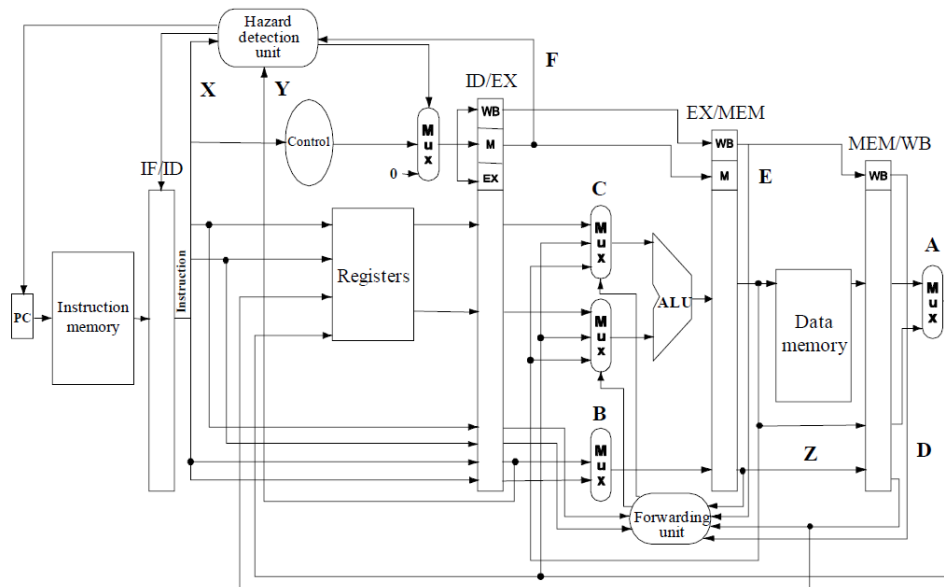 Hazard
detection
unit
F
X
Y
ID/EX
EX/MEM
MEM/WB
IF/ID
Control
Mux
0
WB
M
EX
WB
M
E
WB
C
Mux
A
Mux
Instruction
Registers
ALU
PC
Instruction
memory
Mux
Data
memory
B
Mux
Z
D
Forwarding
unit